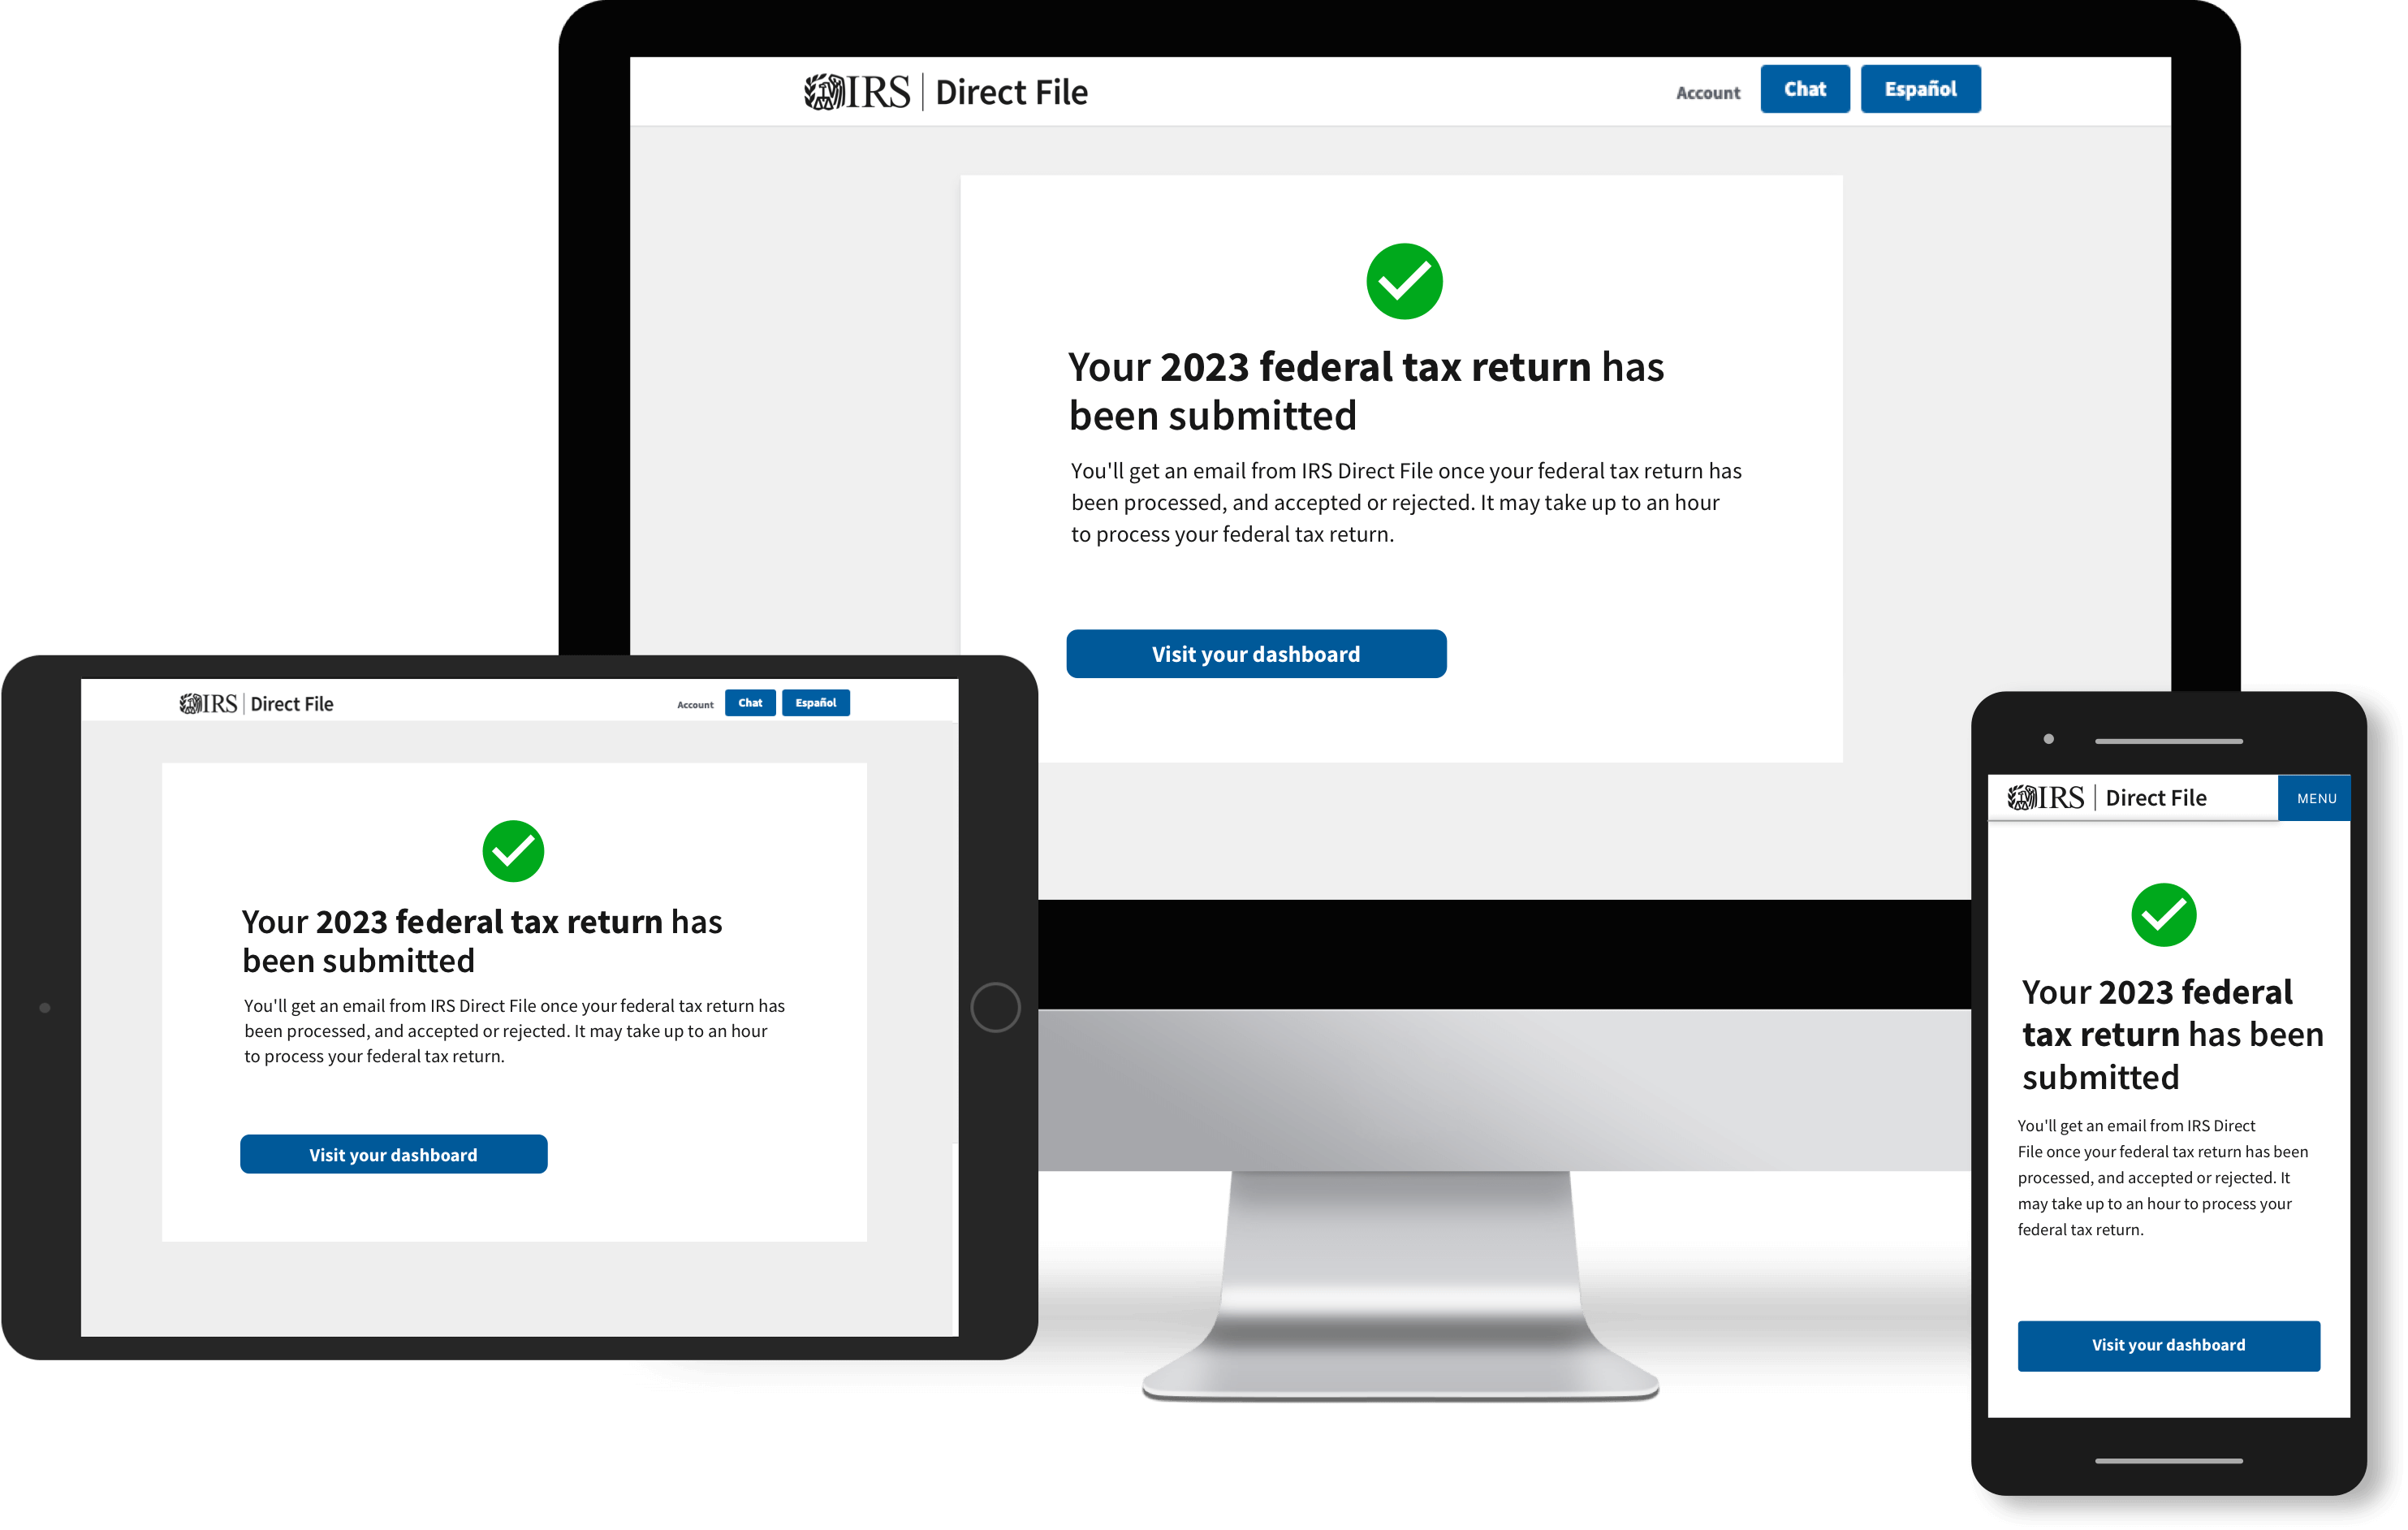 IRS | Direct File
Account Chat Español
Your 2023 federal tax return has
been submitted
You'll get an email from IRS Direct File once your federal tax return has
been processed, and accepted or rejected. It may take up to an hour
to process your federal tax return.
Visit your dashboard
IRS | Direct File
Account Chat Español
Your 2023 federal tax return has
been submitted
You'll get an email from IRS Direct File once your federal tax return has
been processed, and accepted or rejected. It may take up to an hour
to process your federal tax return.
Visit your dashboard
IRS | Direct File
MENU
Your 2023 federal
tax return has been
submitted
You'll get an email from IRS Direct
File once your federal tax return has been
processed, and accepted or rejected. It
may take up to an hour to process your
federal tax return.
Visit your dashboard